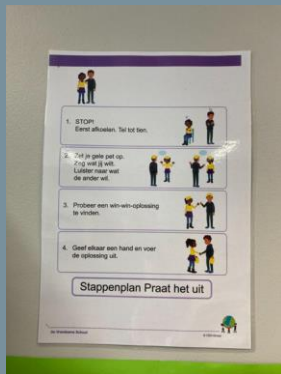 1. STOP!
Eerst afkoelen. Tel tot tien.
2. Zet je gele pet op.
Zeg wat jij wilt.
Luister naar wat
de ander wil.
3. Probeer een win-win-oplossing
te vinden.
4. Geef elkaar een hand en voer
de oplossing uit.
Stappenplan Praat het uit